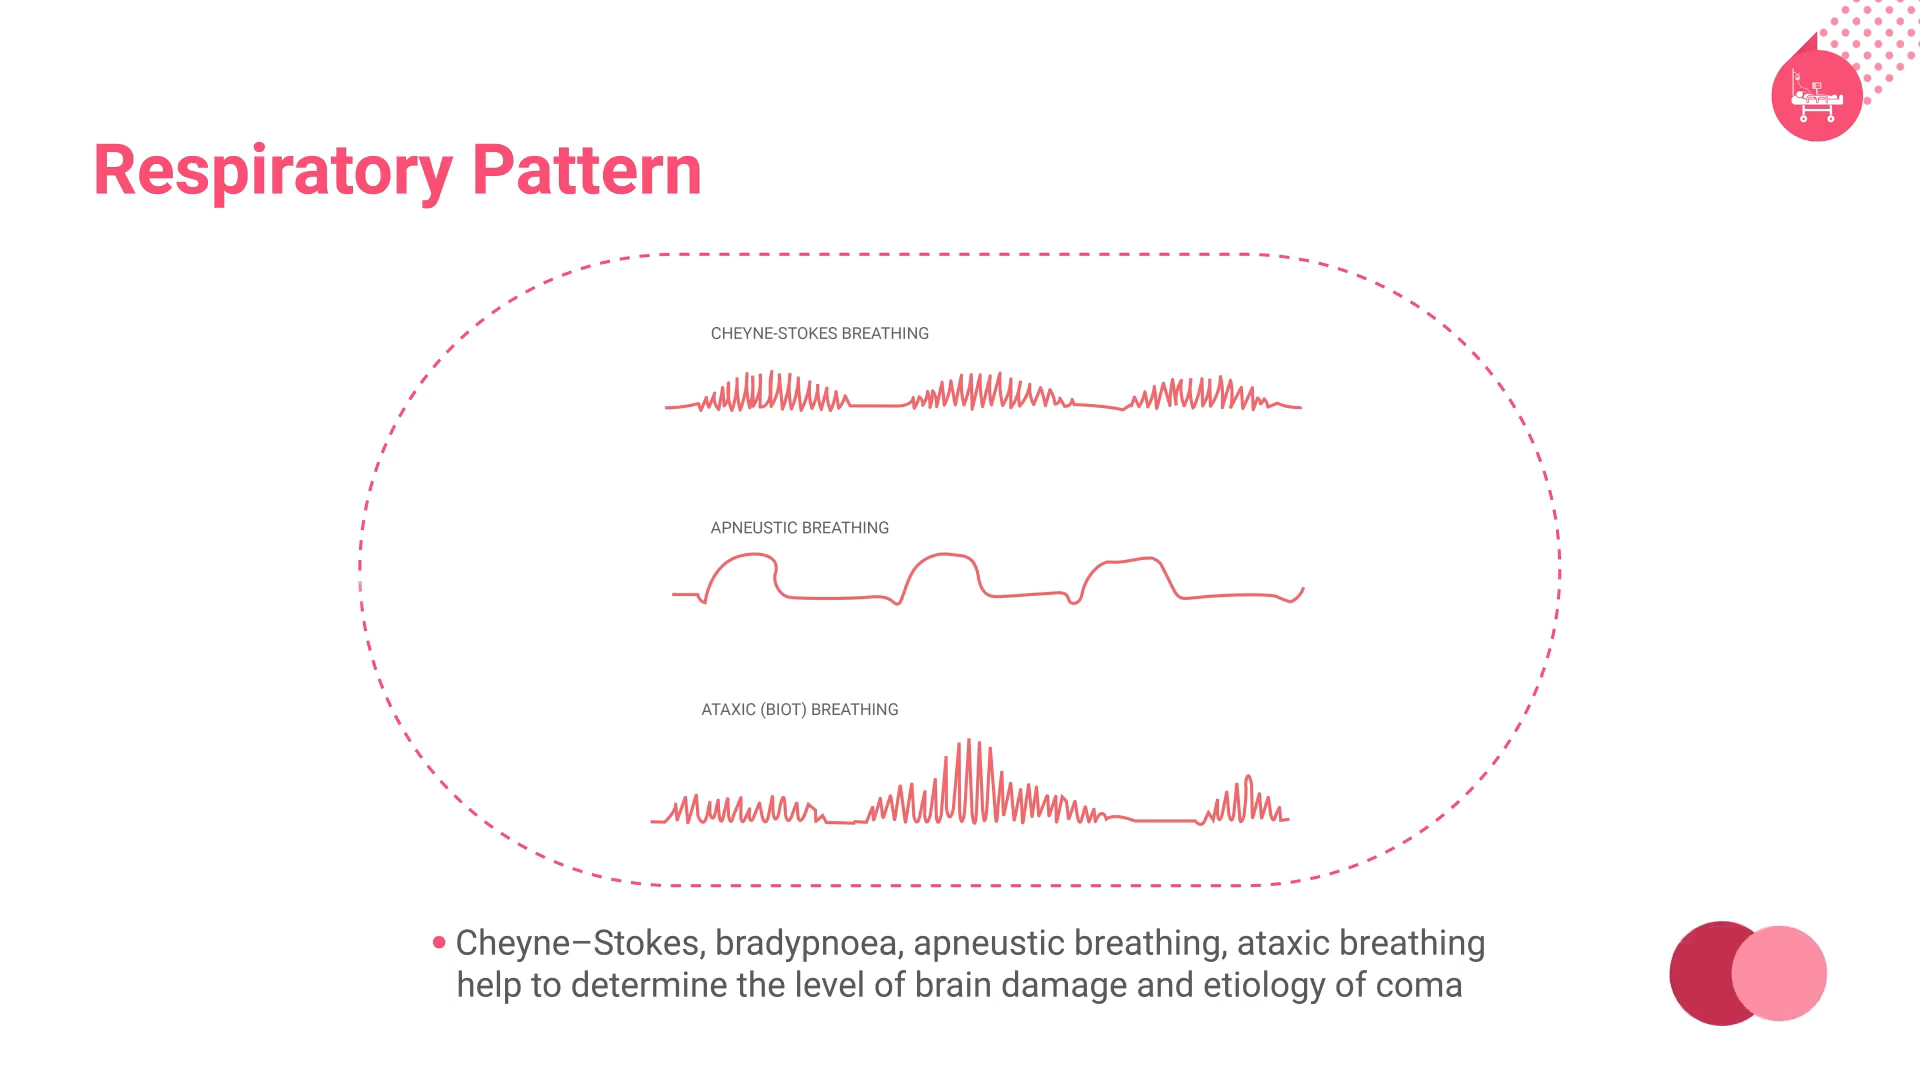 Respiratory Pattern
CHEYNE-STOKES BREATHING
APNEUSTIC BREATHING
ATAXIC (BIOT) BREATHING
• Cheyne–Stokes, bradypnoea, apneustic breathing, ataxic breathing
help to determine the level of brain damage and etiology of coma